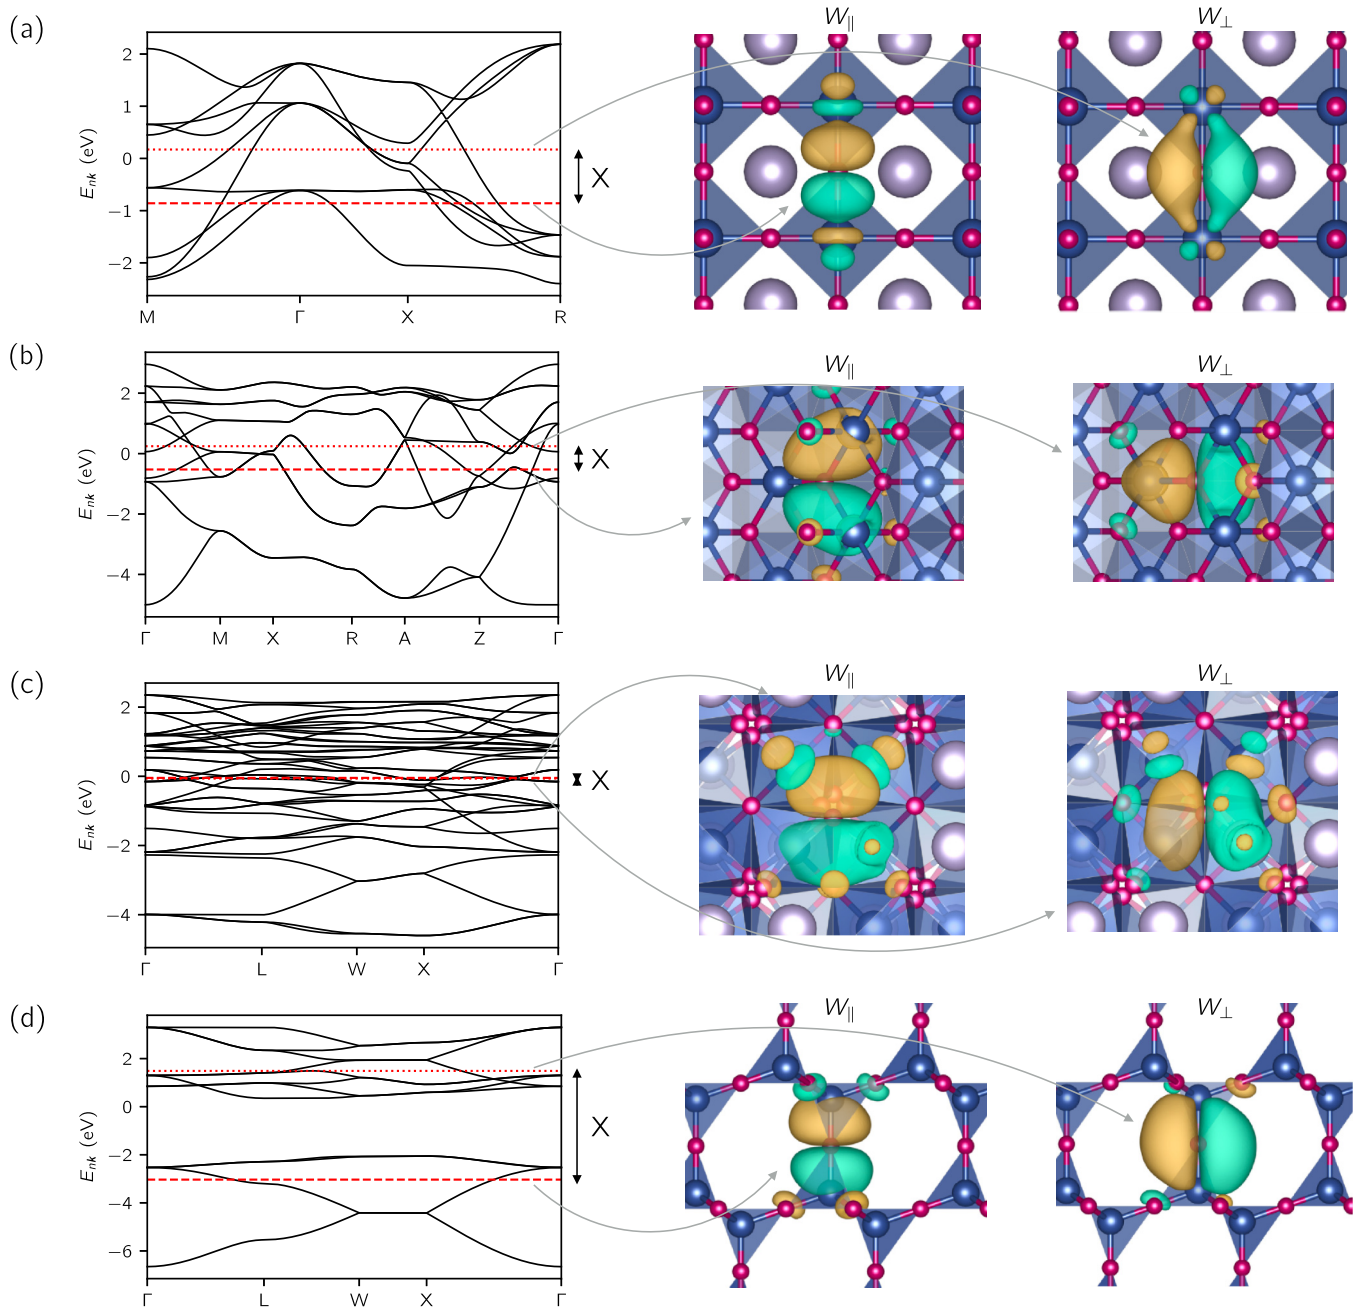 (a)
W∥
W⊥
2
1
0
−1
−2
E_nk (eV)
X
M
Γ
X
R
(b)
W∥
W⊥
2
0
−2
−4
E_nk (eV)
X
Γ
M
X
R
A
Z
Γ
(c)
W∥
W⊥
2
0
−2
−4
E_nk (eV)
X
Γ
L
W
X
Γ
(d)
W∥
W⊥
2
0
−2
−4
−6
E_nk (eV)
X
Γ
L
W
X
Γ